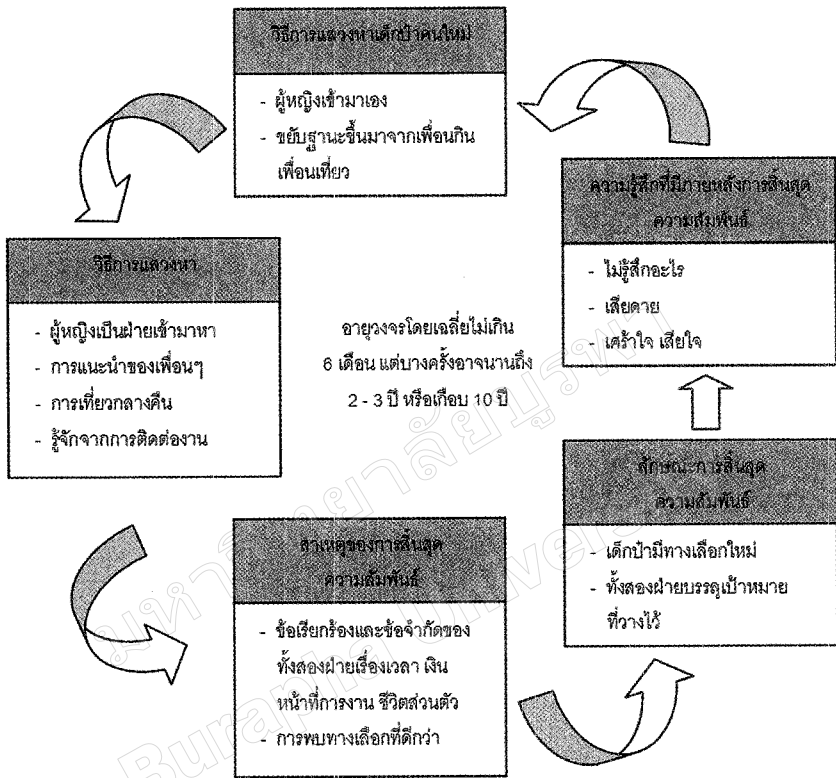 วิธีการแสวงหาเด็กป๋าคนใหม่
- ผู้หญิงเข้ามาเอง
- ขยับฐานะขึ้นมาจากเพื่อนกิน
เพื่อนเที่ยว
วิธีการแสวงหา
- ผู้หญิงเป็นฝ่ายเข้ามาหา
- การแนะนำของเพื่อนๆ
- การเที่ยวกลางคืน
- รู้จักจากการติดต่องาน
อายุวงจรโดยเฉลี่ยไม่เกิน
6 เดือน แต่บางครั้งอาจนานถึง
2 - 3 ปี หรือเกือบ 10 ปี
ความรู้สึกที่มีภายหลังการสิ้นสุด
ความสัมพันธ์
- ไม่รู้สึกอะไร
- เสียดาย
- เศร้าใจ เสียใจ
ลักษณะการสิ้นสุด
ความสัมพันธ์
- เด็กป๋ามีทางเลือกใหม่
- ทั้งสองฝ่ายบรรลุเป้าหมาย
ที่วางไว้
สาเหตุของการสิ้นสุด
ความสัมพันธ์
- ข้อเรียกร้องและข้อจำกัดของ
ทั้งสองฝ่ายเรื่องเวลา เงิน
หน้าที่การงาน ชีวิตส่วนตัว
- การพบทางเลือกที่ดีกว่า
มหาวิทยาลัยบูรพา
Burapha University